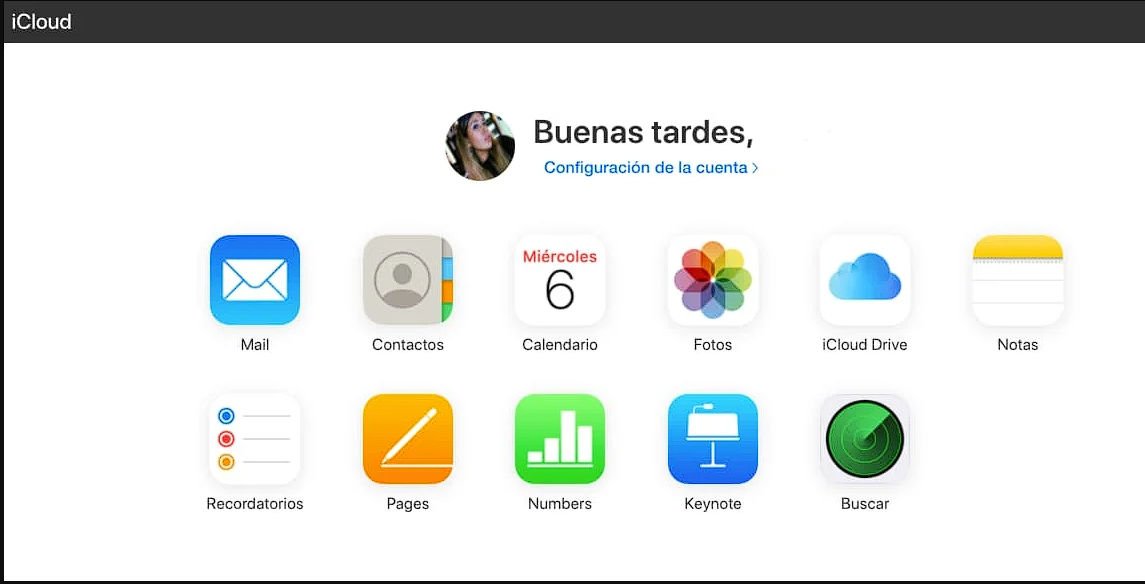 iCloud
Buenas tardes,
Configuración de la cuenta >
Miércoles
6
Mail
Contactos
Calendario
Fotos
iCloud Drive
Notas
Recordatorios
Pages
Numbers
Keynote
Buscar